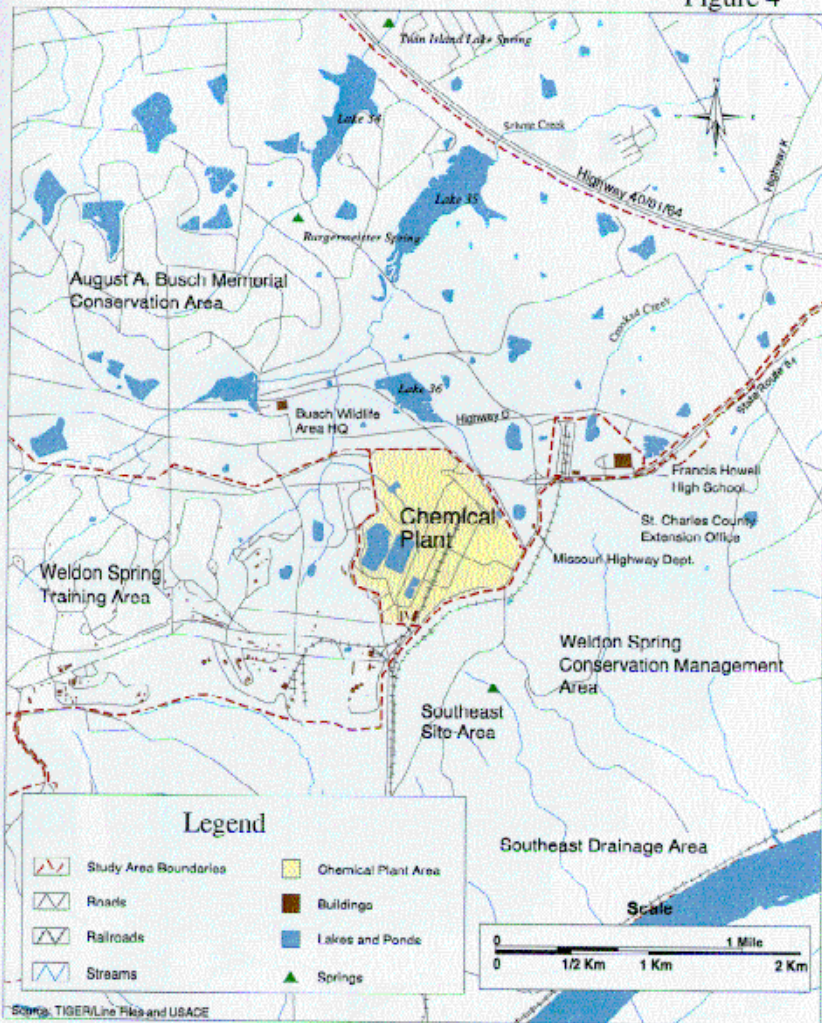 Figure 4
Twin Island Lake Spring
Lake 34
Schote Creek
Highway K
Highway 40/61/64
Lake 35
Burgermeister Spring
August A. Busch Memorial
Conservation Area
Crooked Creek
State Route 94
Lake 36
Busch Wildlife
Area HQ
Highway D
Francis Howell
High School
Chemical
Plant
St. Charles County
Extension Office
Missouri Highway Dept.
Weldon Spring
Training Area
Weldon Spring
Conservation Management
Area
Southeast
Site Area
Legend
Study Area Boundaries
Roads
Railroads
Streams
Chemical Plant Area
Buildings
Lakes and Ponds
Springs
Southeast Drainage Area
Scale
0 1 Mile
0 1/2 Km 1 Km 2 Km
Source: TIGER/Line Files and USACE